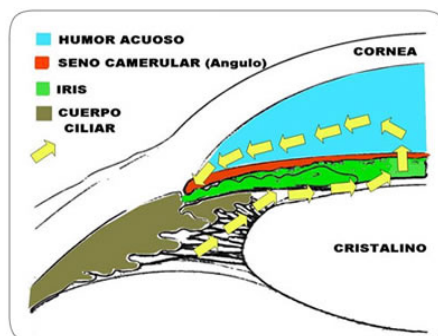 HUMOR ACUOSO
SENO CAMERULAR (Angulo)
IRIS
CUERPO
CILIAR
CORNEA
CRISTALINO